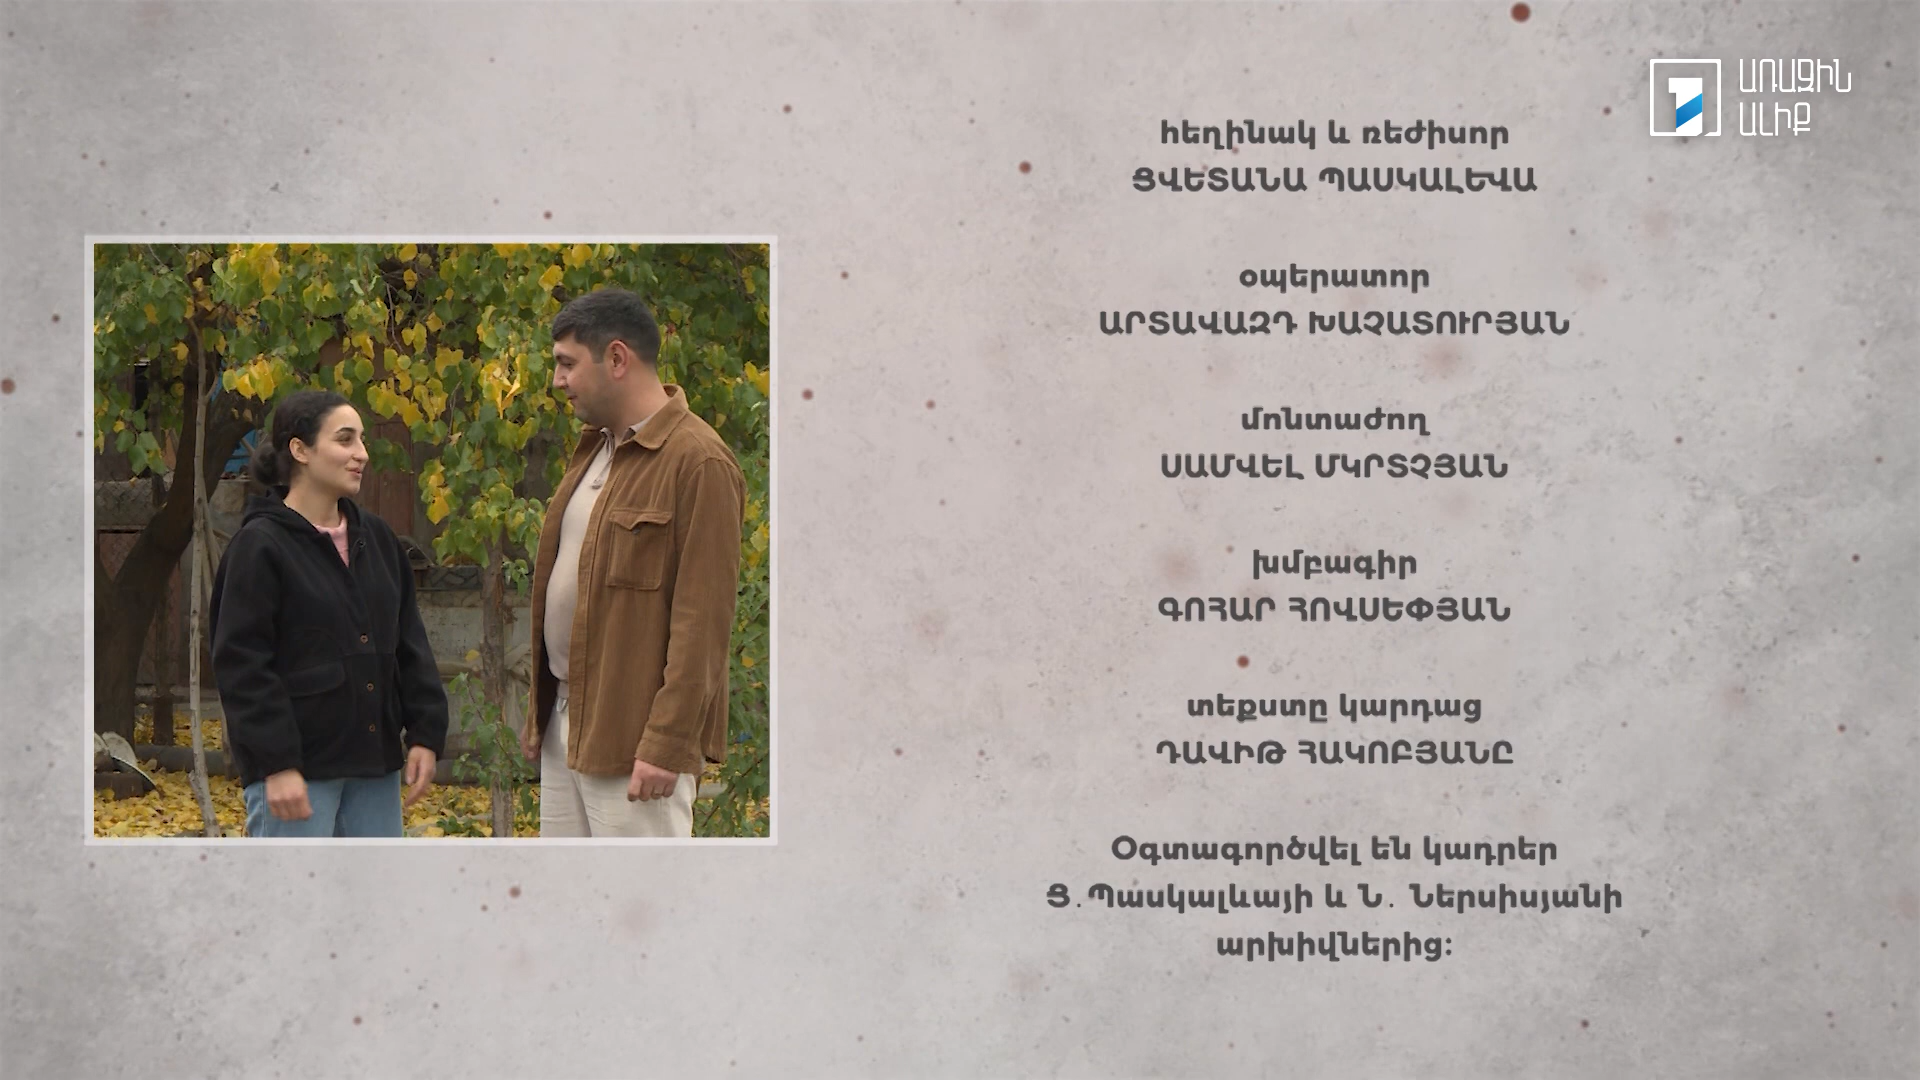 ԱՌԱՋԻՆ
ԱԼԻՔ
հեղինակ և ռեժիսոր
ՑՎԵՏԱՆԱ ՊԱՍԿԱԼԵՎԱ
օպերատոր
ԱՐՏԱՎԱԶԴ ԽԱՉԱՏՈՒՐՅԱՆ
մոնտաժող
ՍԱՄՎԵԼ ՄԿՐՏՉՅԱՆ
խմբագիր
ԳՈՀԱՐ ՀՈՎՍԵՓՅԱՆ
տեքստը կարդաց
ԴԱՎԻԹ ՀԱԿՈԲՅԱՆԸ
Օգտագործվել են կադրեր
Ց.Պասկալևայի և Ն. Ներսիսյանի
արխիվներից: